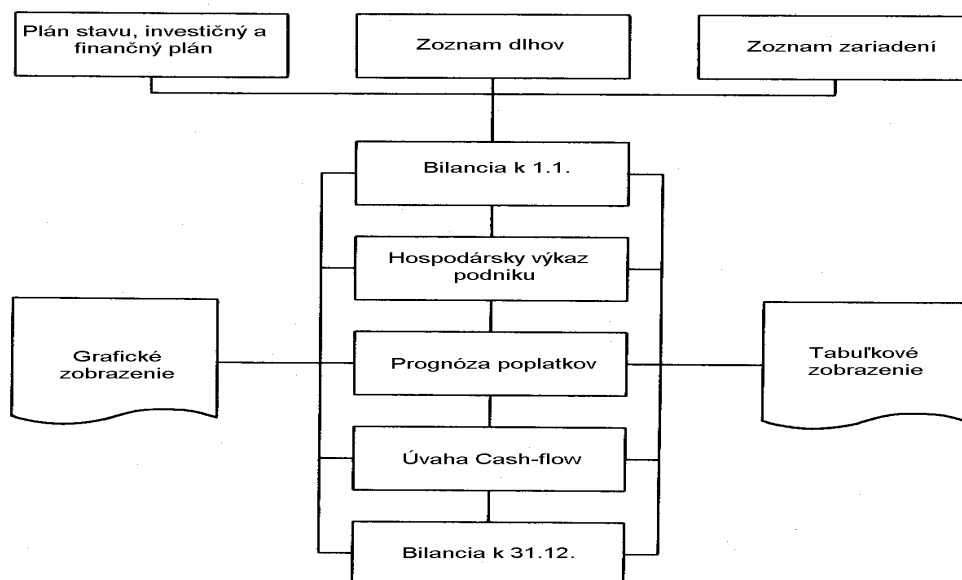 Plán stavu, investičný a
finančný plán
Zoznam dlhov
Zoznam zariadení
Bilancia k 1.1.
Hospodársky výkaz
podniku
Grafické
zobrazenie
Prognóza poplatkov
Tabuľkové
zobrazenie
Úvaha Cash-flow
Bilancia k 31.12.